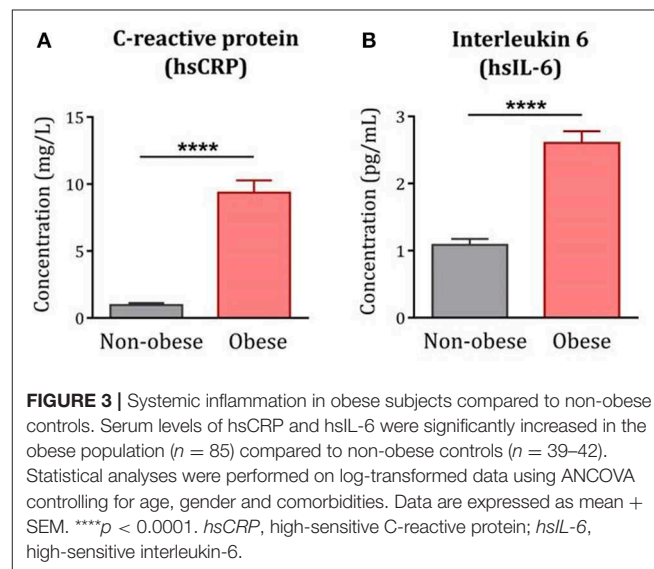 A
C-reactive protein
(hsCRP)
Concentration (mg/L)
15
10
5
0
****
Non-obese Obese
B
Interleukin 6
(hsIL-6)
Concentration (pg/mL)
3
2
1
0
****
Non-obese Obese
FIGURE 3 | Systemic inflammation in obese subjects compared to non-obese
controls. Serum levels of hsCRP and hsIL-6 were significantly increased in the
obese population (n = 85) compared to non-obese controls (n = 39–42).
Statistical analyses were performed on log-transformed data using ANCOVA
controlling for age, gender and comorbidities. Data are expressed as mean +
SEM. ****p < 0.0001. hsCRP, high-sensitive C-reactive protein; hsIL-6,
high-sensitive interleukin-6.